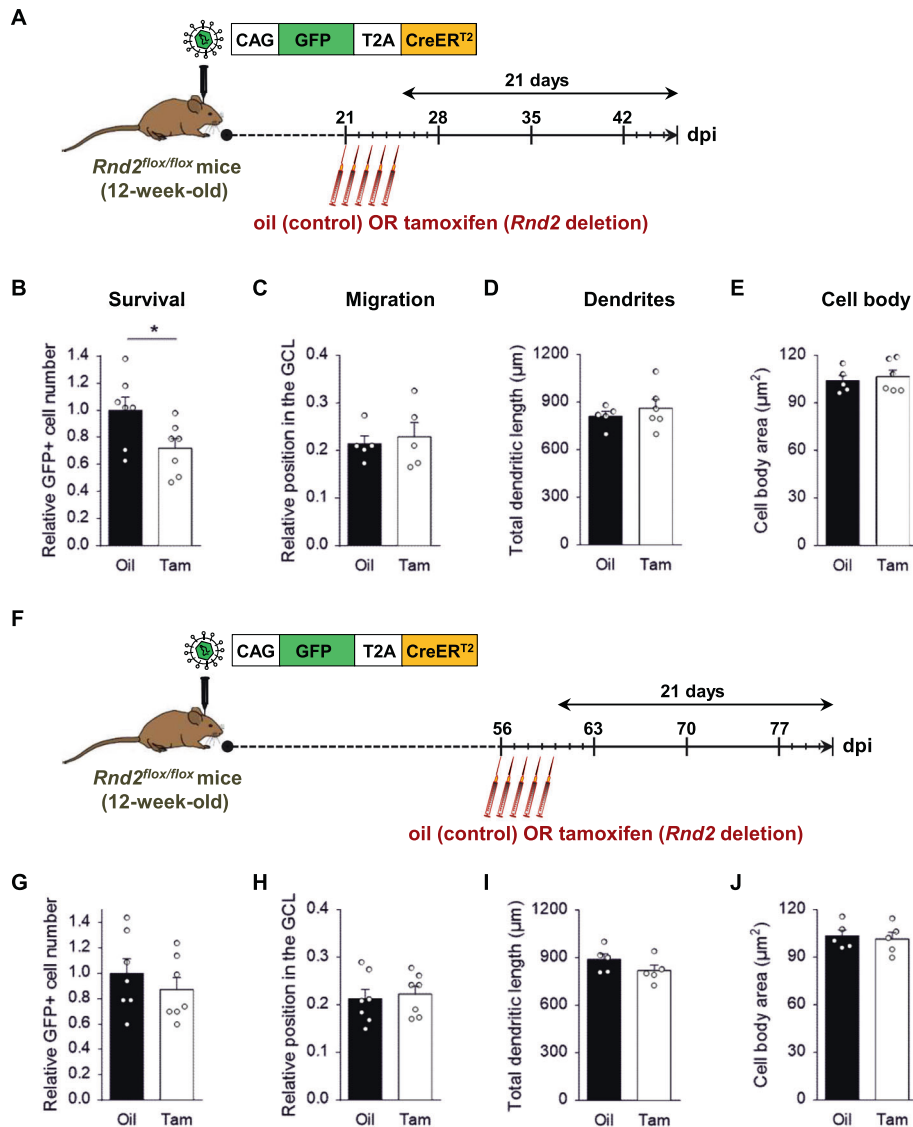 A
CAG GFP T2A CreERT2
21 days
21 28 35 42 dpi
Rnd2flox/flox mice
(12-week-old)
oil (control) OR tamoxifen (Rnd2 deletion)
B Survival
*
Relative GFP+ cell number
1.4
1.2
1.0
0.8
0.6
0.4
0.2
0.0
Oil Tam
C Migration
Relative position in the GCL
0.4
0.3
0.2
0.1
0.0
Oil Tam
D Dendrites
Total dendritic length (µm)
1200
900
600
300
0
Oil Tam
E Cell body
Cell body area (µm²)
120
90
60
30
0
Oil Tam
F
CAG GFP T2A CreERT2
21 days
56 63 70 77 dpi
Rnd2flox/flox mice
(12-week-old)
oil (control) OR tamoxifen (Rnd2 deletion)
G
Relative GFP+ cell number
1.4
1.2
1.0
0.8
0.6
0.4
0.2
0.0
Oil Tam
H
Relative position in the GCL
0.4
0.3
0.2
0.1
0.0
Oil Tam
I
Total dendritic length (µm)
1200
900
600
300
0
Oil Tam
J
Cell body area (µm²)
120
90
60
30
0
Oil Tam